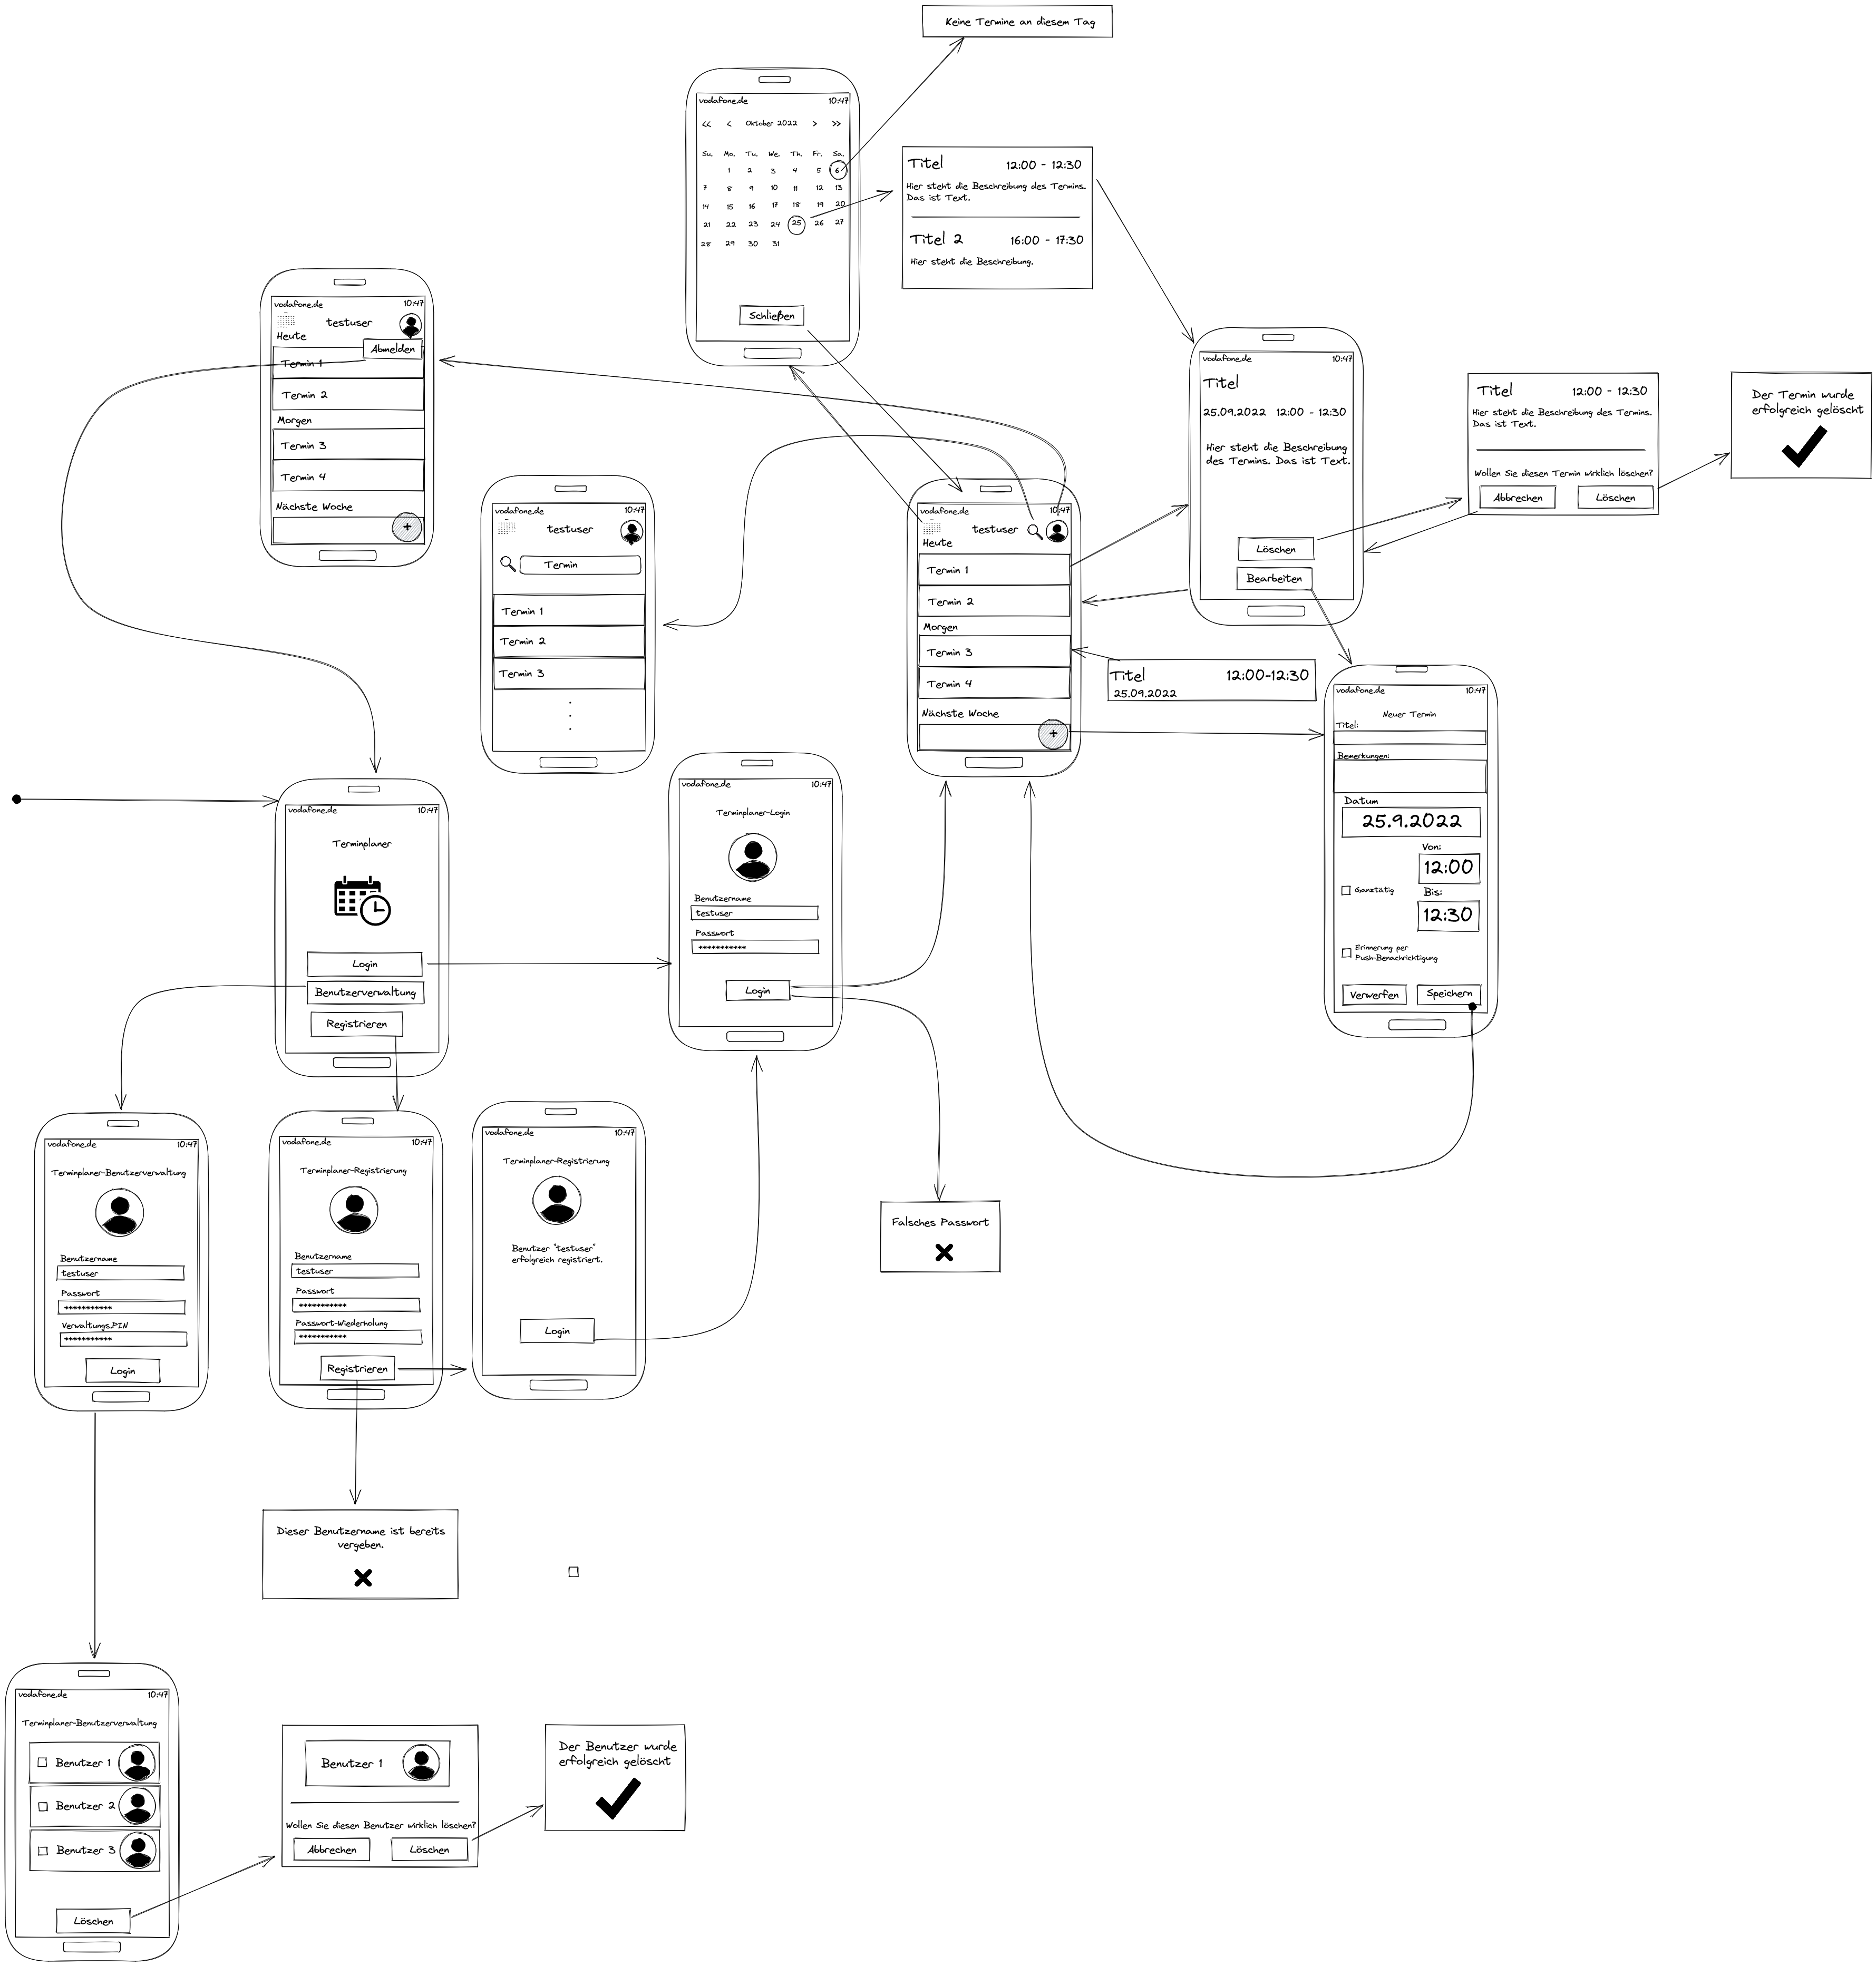 Keine Termine an diesem Tag
vodafone.de 10:47
<< < Oktober 2022 > >>
Su. Mo. Tu. We. Th. Fr. Sa.
1 2 3 4 5 6
7 8 9 10 11 12 13
14 15 16 17 18 19 20
21 22 23 24 25 26 27
28 29 30 31
Schließen
Titel 12:00 - 12:30
Hier steht die Beschreibung des Termins.
Das ist Text.
Titel 2 16:00 - 17:30
Hier steht die Beschreibung.
vodafone.de 10:47
testuser
Heute
Abmelden
Termin 1
Termin 2
Morgen
Termin 3
Termin 4
Nächste Woche
+
vodafone.de 10:47
Titel
25.09.2022 12:00 - 12:30
Hier steht die Beschreibung
des Termins. Das ist Text.
Löschen
Bearbeiten
Titel 12:00 - 12:30
Hier steht die Beschreibung des Termins.
Das ist Text.
Wollen Sie diesen Termin wirklich löschen?
Abbrechen Löschen
Der Termin wurde
erfolgreich gelöscht
vodafone.de 10:47
testuser
Termin
Termin 1
Termin 2
Termin 3
vodafone.de 10:47
testuser
Heute
Termin 1
Termin 2
Morgen
Termin 3
Termin 4
Nächste Woche
+
Titel 12:00-12:30
25.09.2022
vodafone.de 10:47
Neuer Termin
Titel:
Bemerkungen:
Datum
25.9.2022
Von:
12:00
Ganztätig
Bis:
12:30
Erinnerung per
Push-Benachrichtigung
Verwerfen Speichern
vodafone.de 10:47
Terminplaner
Login
Benutzerverwaltung
Registrieren
vodafone.de 10:47
Terminplaner-Login
Benutzername
testuser
Passwort
***********
Login
vodafone.de 10:47
Terminplaner-Benutzerverwaltung
Benutzername
testuser
Passwort
***********
Verwaltungs.PIN
***********
Login
vodafone.de 10:47
Terminplaner-Registrierung
Benutzername
testuser
Passwort
***********
Passwort-Wiederholung
***********
Registrieren
vodafone.de 10:47
Terminplaner-Registrierung
Benutzer "testuser"
erfolgreich registriert.
Login
Falsches Passwort
Dieser Benutzername ist bereits
vergeben.
vodafone.de 10:47
Terminplaner-Benutzerverwaltung
Benutzer 1
Benutzer 2
Benutzer 3
Löschen
Benutzer 1
Wollen Sie diesen Benutzer wirklich löschen?
Abbrechen Löschen
Der Benutzer wurde
erfolgreich gelöscht